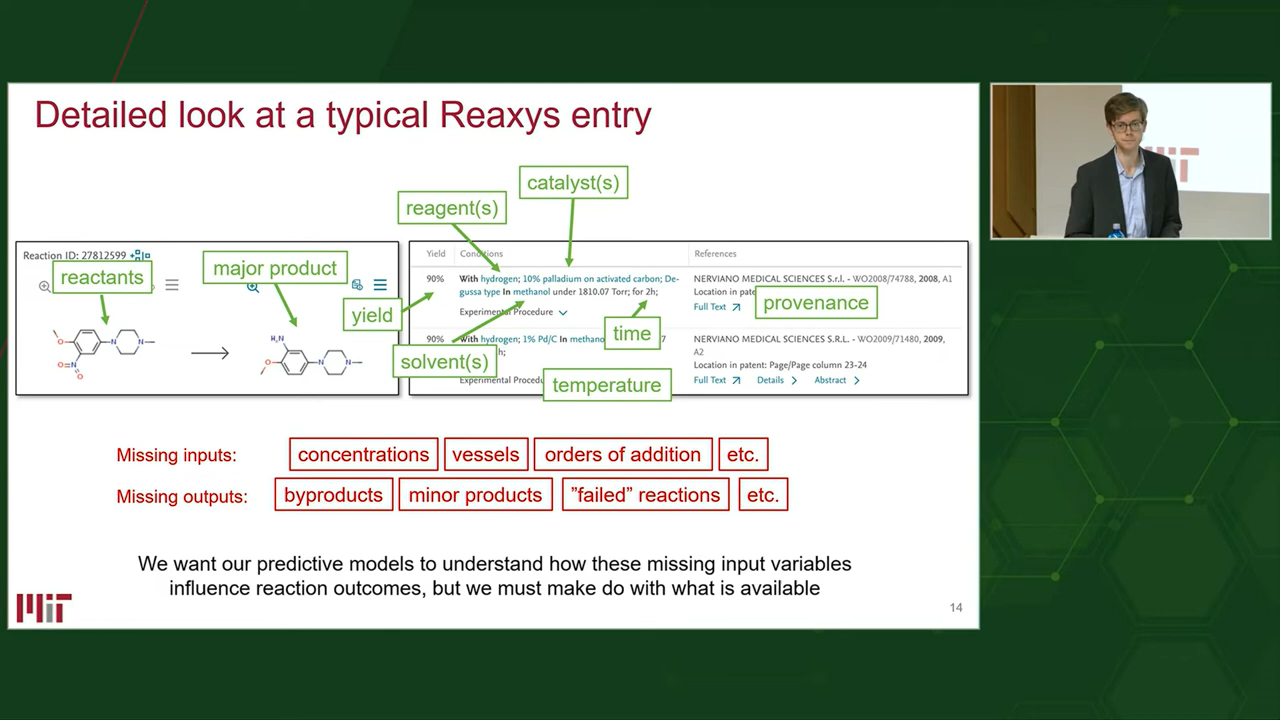 Detailed look at a typical Reaxys entry
catalyst(s)
reagent(s)
Reaction ID: 27812599
reactants
major product
H₂N
N
N
O
O
N
O
N
N
O
Yield
Conditions
References
90%
With hydrogen; 10% palladium on activated carbon; De-
gussa type In methanol under 1810.07 Torr; for 2h;
Experimental Procedure
NERVIANO MEDICAL SCIENCES S.r.l. - WO2008/74788, 2008, A1
Location in
Full Text
yield
time
provenance
solvent(s)
temperature
90%
With hydrogen; 1% Pd/C In
7
h;
Experimental
NERVIANO MEDICAL SCIENCES S.R.L. - WO2009/71480, 2009,
A2
Location in patent: Page/Page column 23-24
Full Text
Details
Abstract
Missing inputs:
concentrations
vessels
orders of addition
etc.
Missing outputs:
byproducts
minor products
”failed” reactions
etc.
We want our predictive models to understand how these missing input variables
influence reaction outcomes, but we must make do with what is available
MIT
14